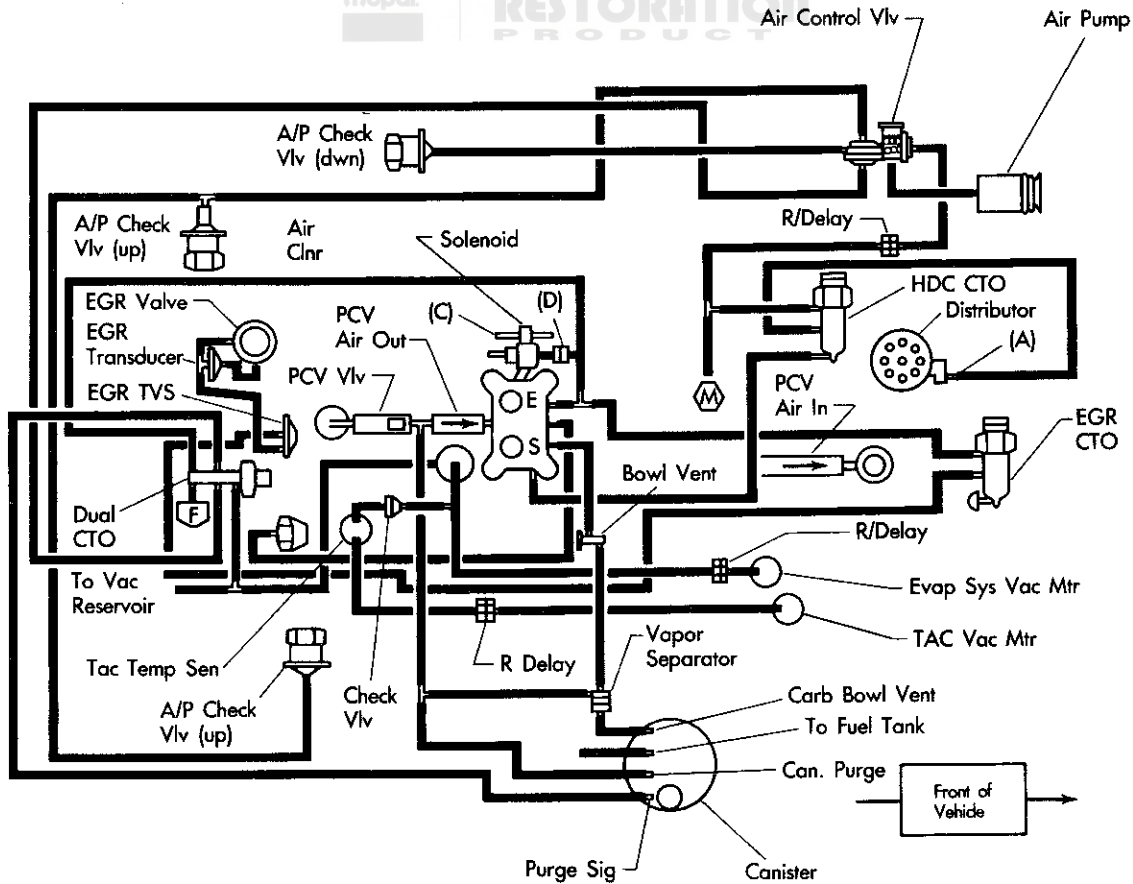 Mopar
RESTORATION
PRODUCT
Air Control Vlv
Air Pump
A/P Check
Vlv (dwn)
R/Delay
A/P Check
Vlv (up)
Air
Clnr
Solenoid
HDC CTO
EGR Valve
Distributor
EGR
Transducer
PCV
Air Out
(C)
(D)
(A)
EGR TVS
PCV Vlv
E
M
PCV
Air In
EGR
CTO
S
Bowl Vent
F
Dual
CTO
R/Delay
To Vac
Reservoir
Evap Sys Vac Mtr
TAC Vac Mtr
Tac Temp Sen
R Delay
Vapor
Separator
A/P Check
Vlv (up)
Check
Vlv
Carb Bowl Vent
To Fuel Tank
Can. Purge
Front of
Vehicle
Purge Sig
Canister